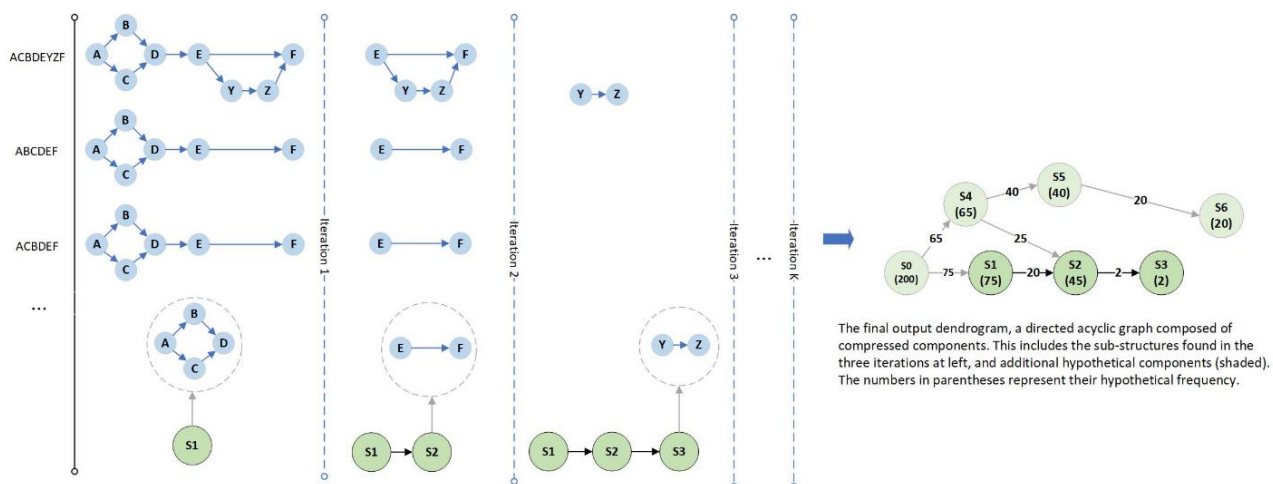 ACBDEYZF
B
A D E F
C
Y Z
E F
Y Z
Y Z
ABCDEF
B
A D E F
C
E F
ACBDEF
B
A D E F
C
E F
...
B
A D
C
S1
Iteration 1
E F
S1 S2
Iteration 2
Y Z
S1 S2 S3
Iteration 3
...
Iteration K
S0
(200)
65
75
S4
(65)
40
25
S5
(40)
20
S6
(20)
S1
(75)
20
S2
(45)
2
S3
(2)
The final output dendrogram, a directed acyclic graph composed of
compressed components. This includes the sub-structures found in the
three iterations at left, and additional hypothetical components (shaded).
The numbers in parentheses represent their hypothetical frequency.